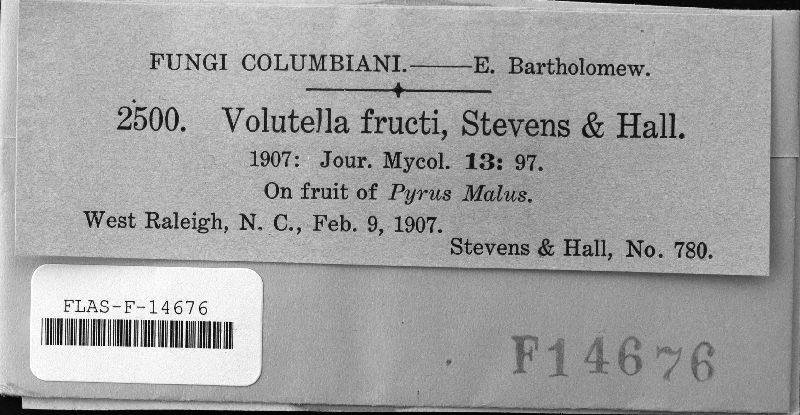 FUNGI COLUMBIANI.——E. Bartholomew.
2500. Volutella fructi, Stevens & Hall.
1907: Jour. Mycol. 13: 97.
On fruit of Pyrus Malus.
West Raleigh, N. C., Feb. 9, 1907.
Stevens & Hall, No. 780.
FLAS-F-14676
F14676